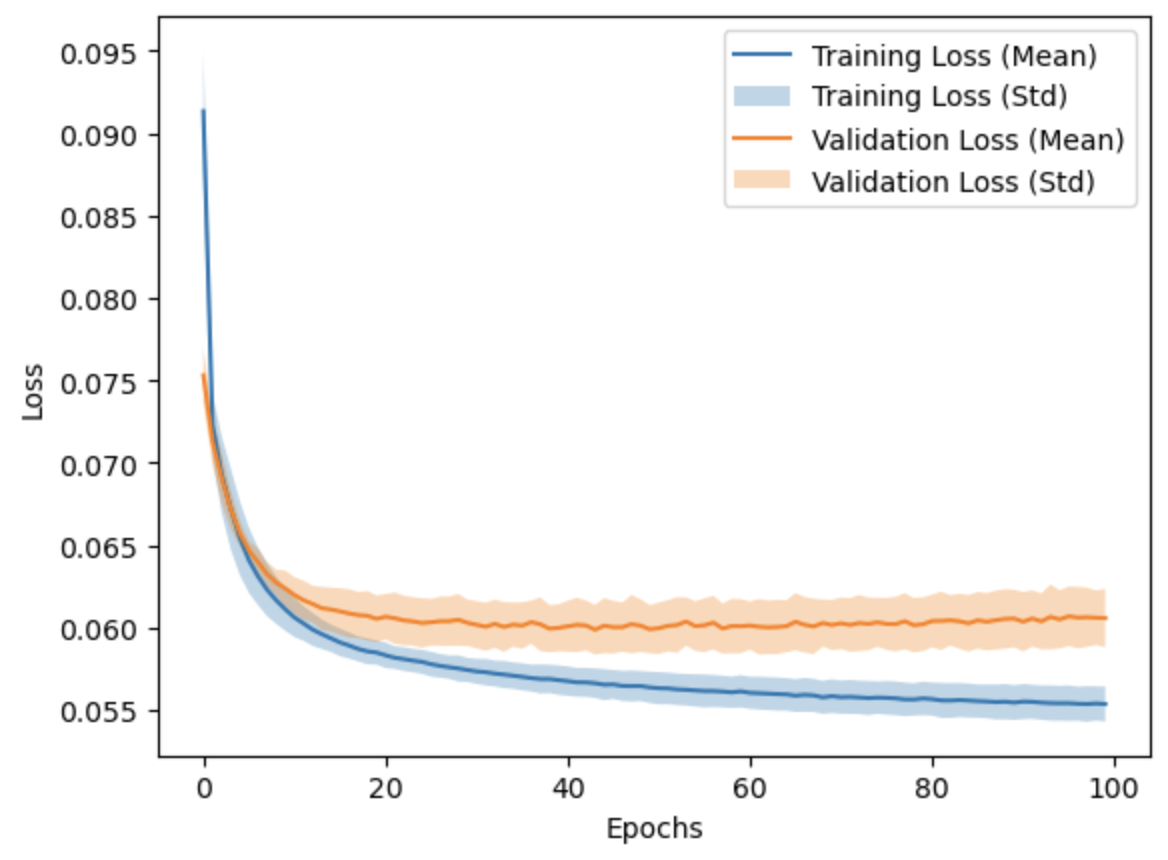 Training Loss (Mean)
Training Loss (Std)
Validation Loss (Mean)
Validation Loss (Std)
Loss
0.095
0.090
0.085
0.080
0.075
0.070
0.065
0.060
0.055
0 20 40 60 80 100
Epochs